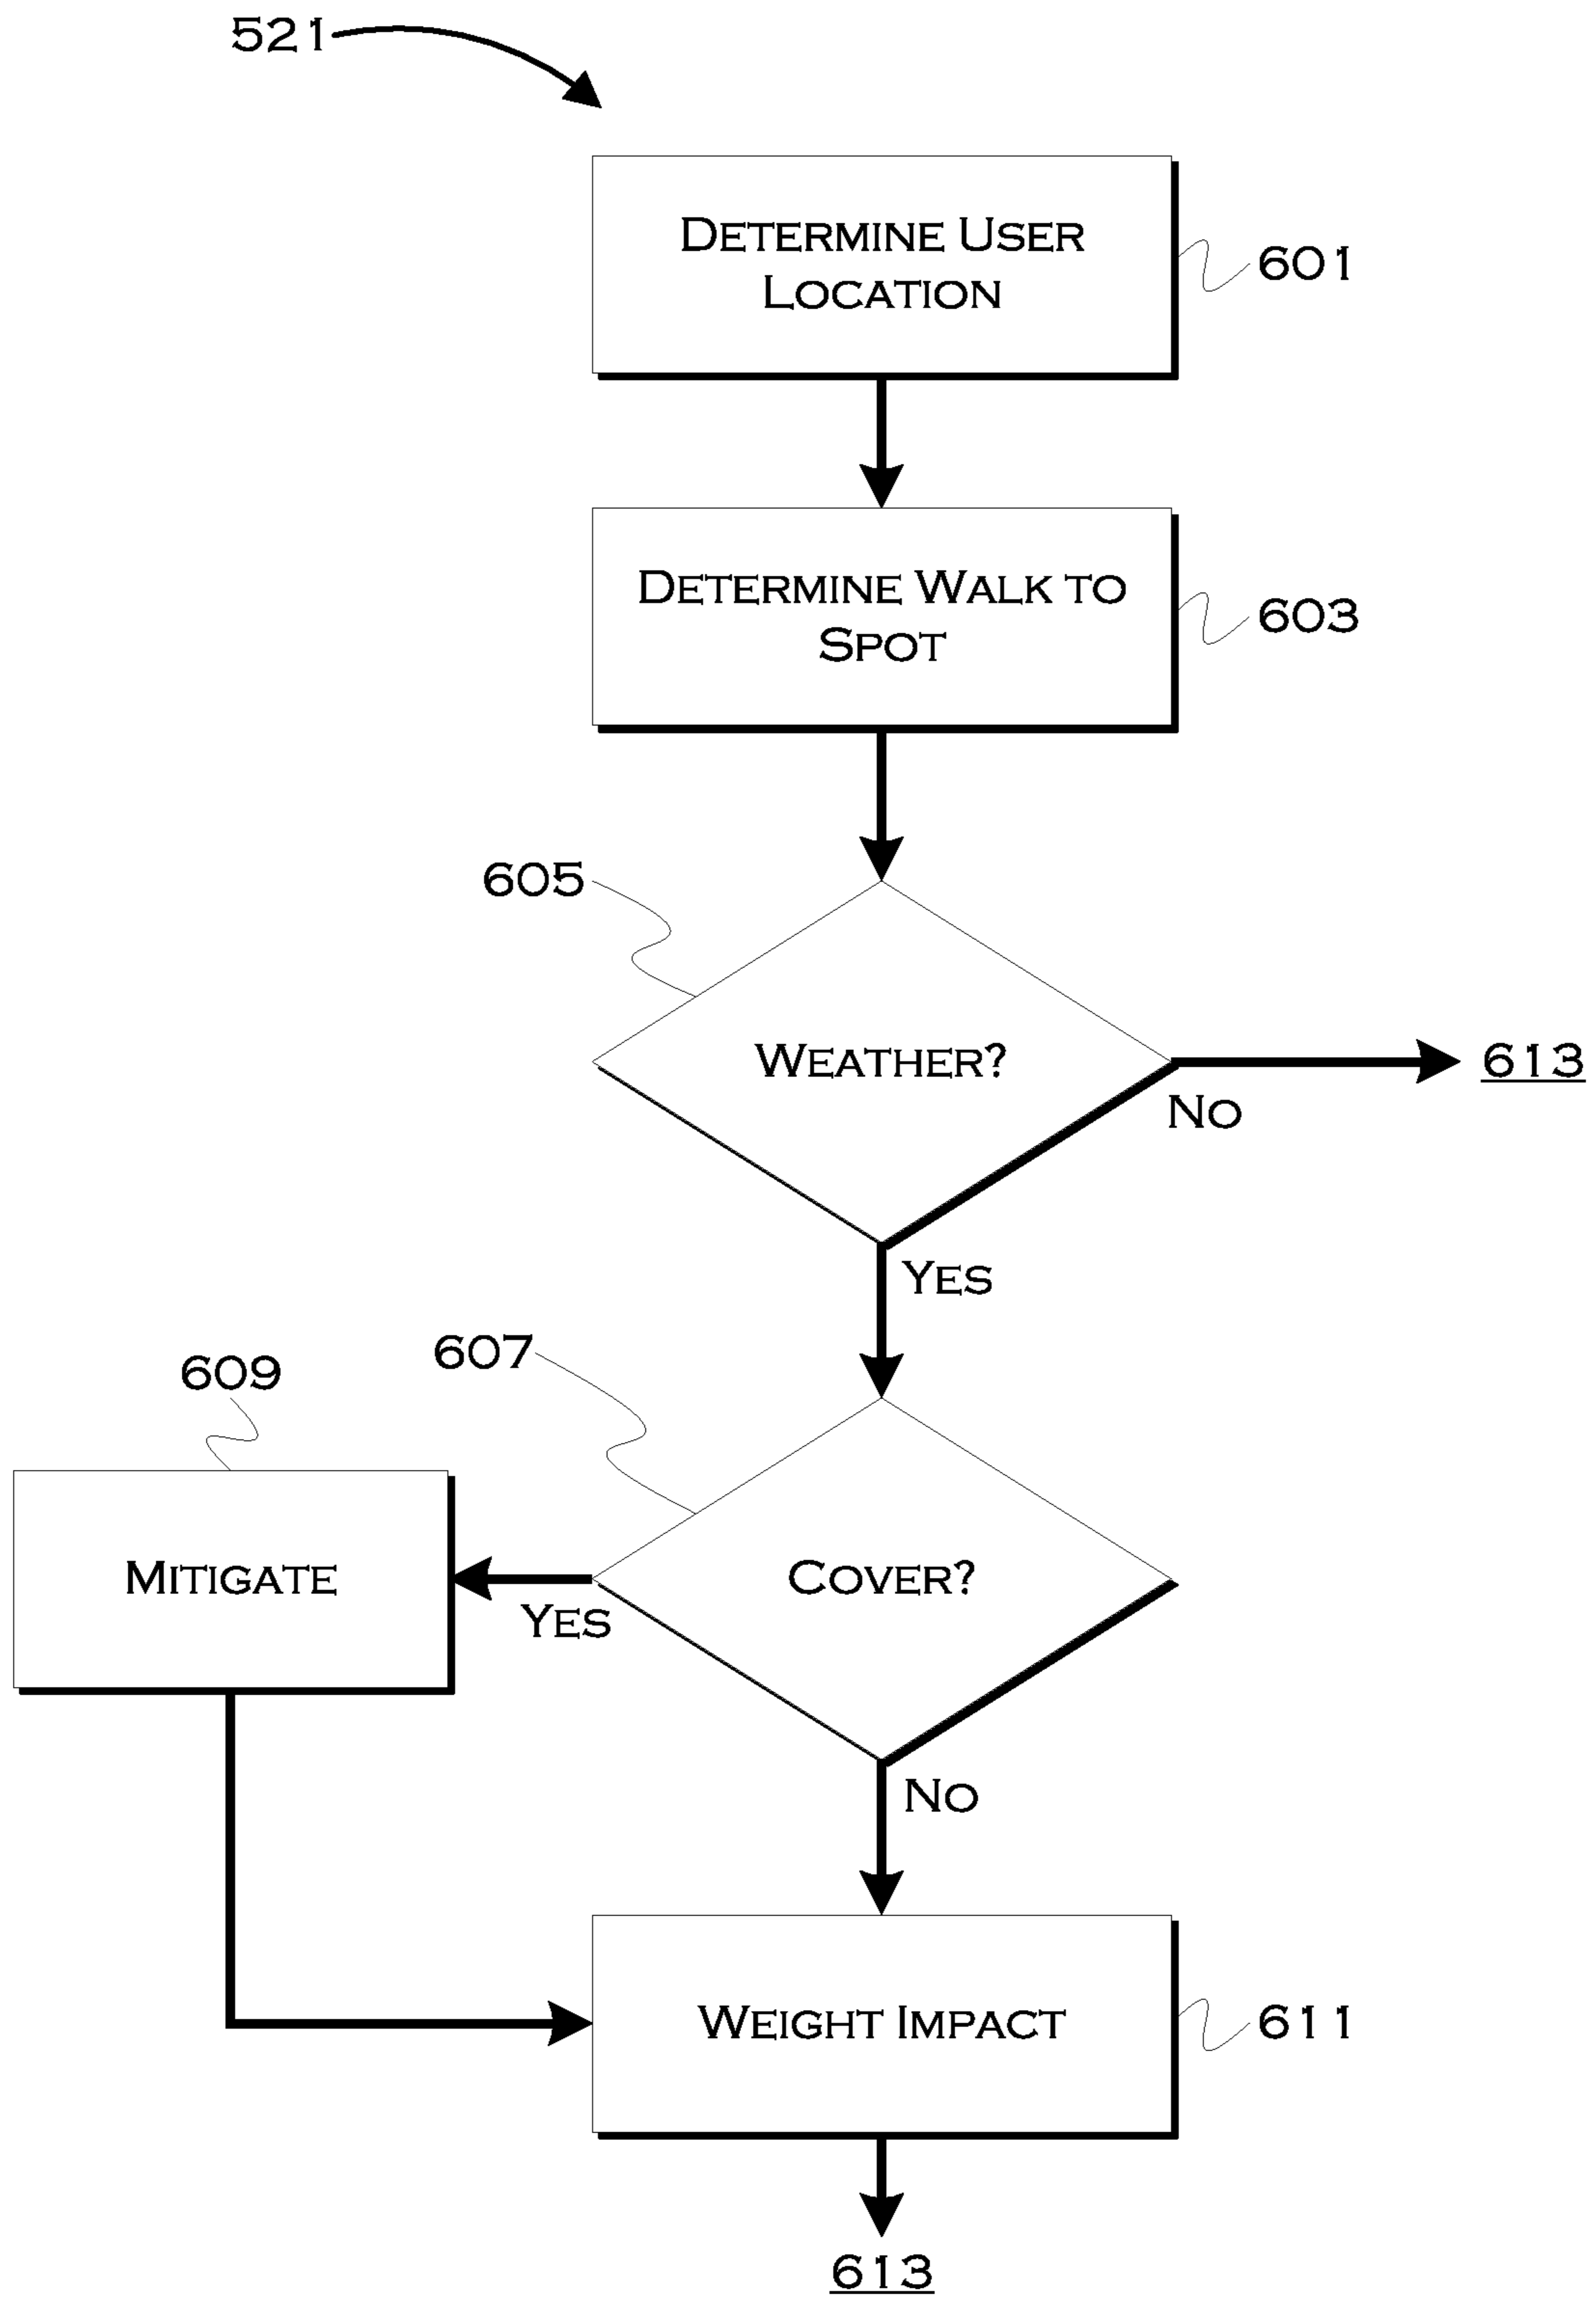 521
DETERMINE USER
LOCATION
601
DETERMINE WALK TO
SPOT
603
605
WEATHER?
613
NO
YES
607
609
MITIGATE
COVER?
YES
NO
WEIGHT IMPACT
611
613